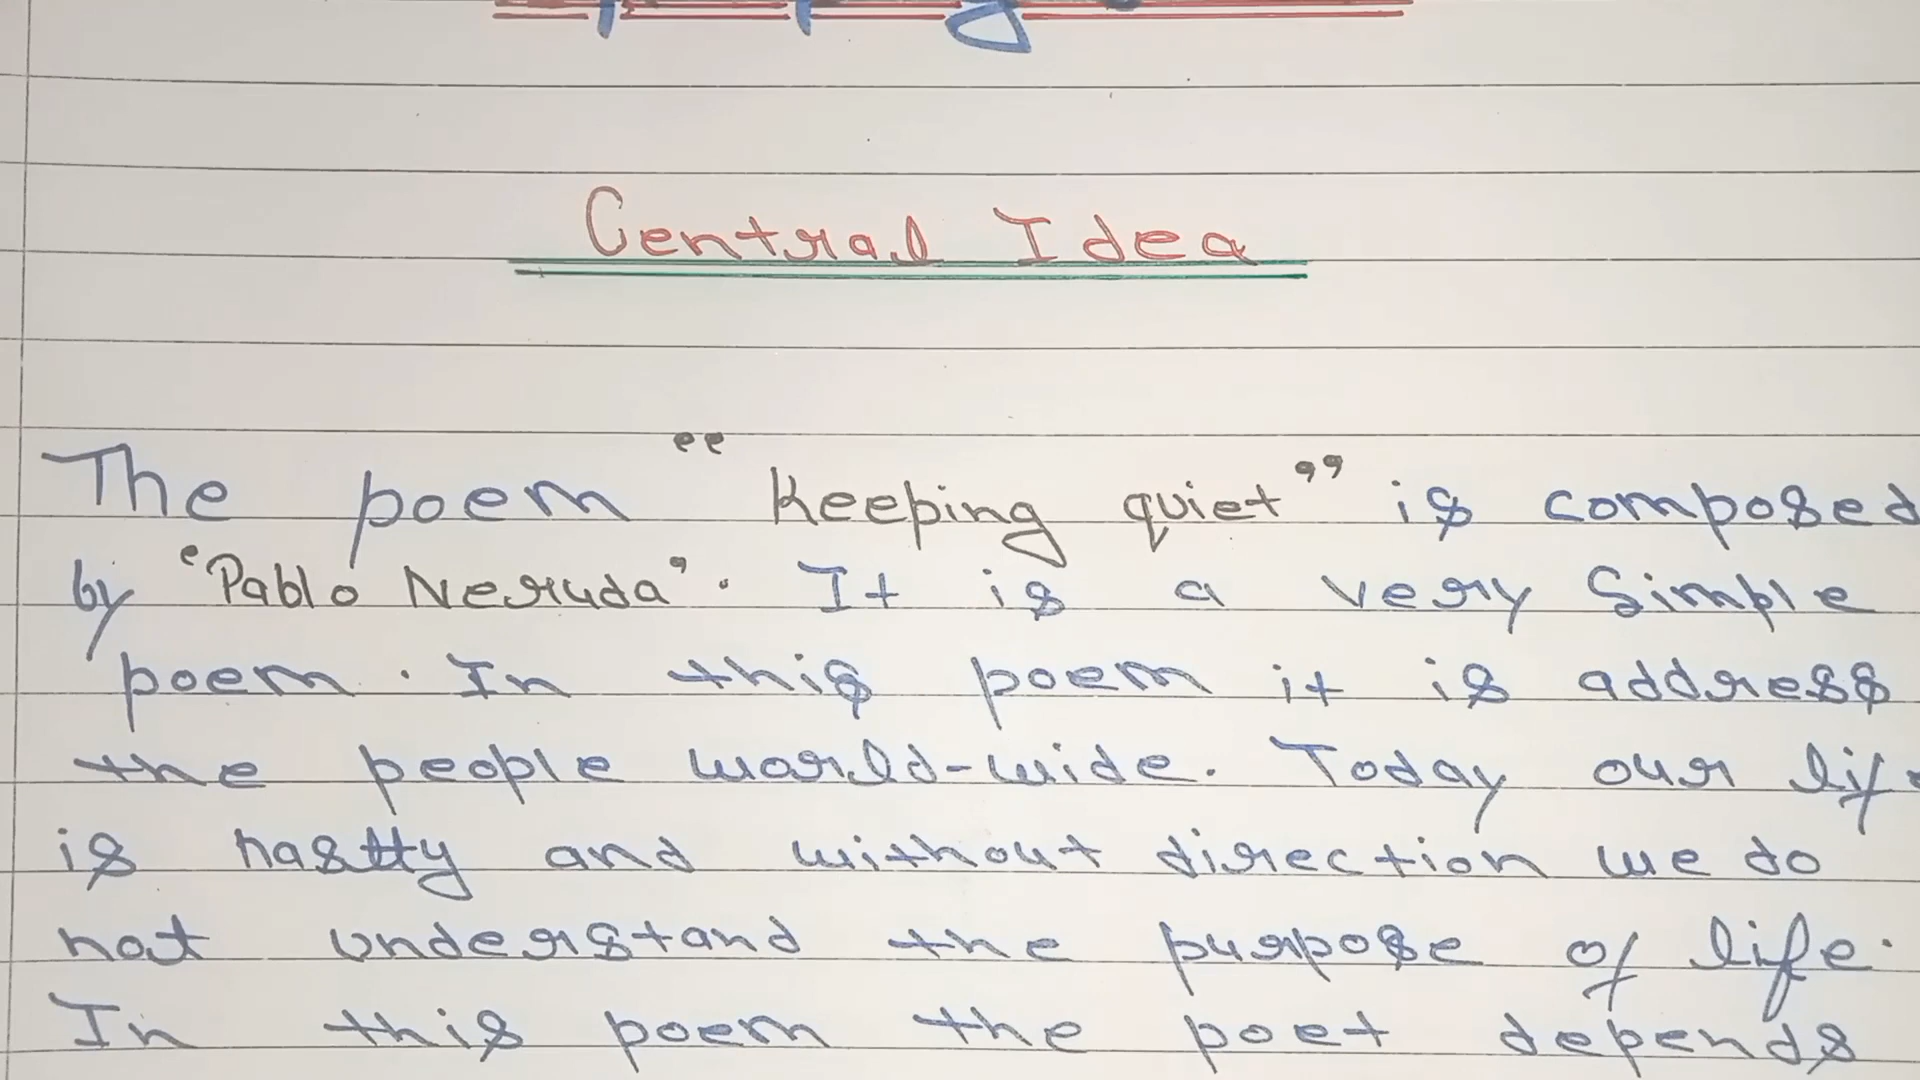 Central Idea
The poem "Keeping quiet" is composed
by 'Pablo Neruda'. It is a very Simple
poem. In this poem it is address
the people world-wide. Today our life
is hastty and without direction we do
not understand the purpose of life.
In this poem the poet depends